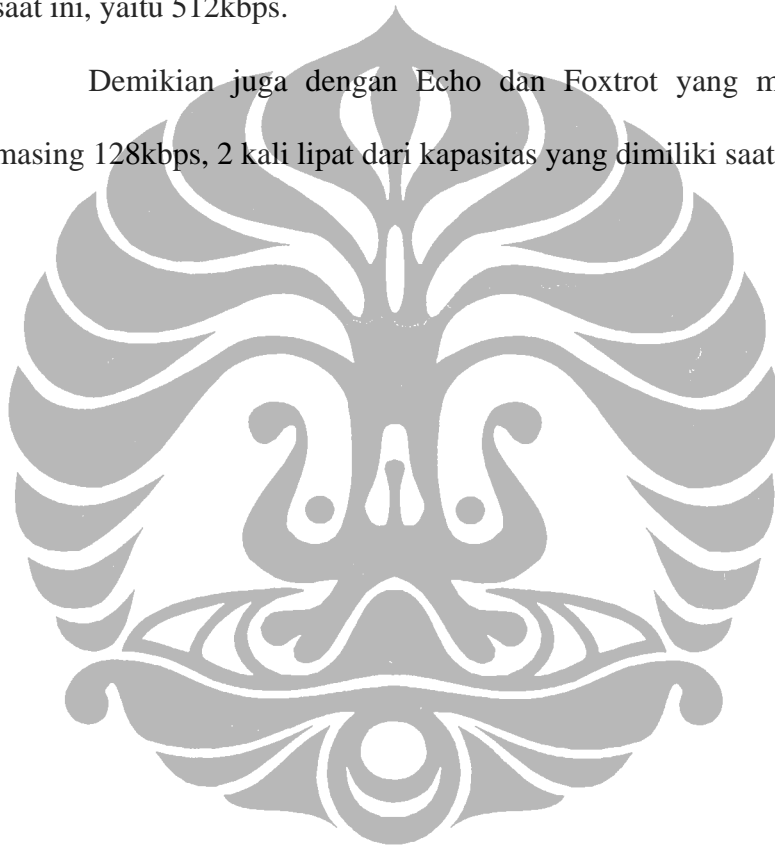 saat ini, yaitu 512kbps.
Demikian juga dengan Echo dan Foxtrot yang m
masing 128kbps, 2 kali lipat dari kapasitas yang dimiliki saat